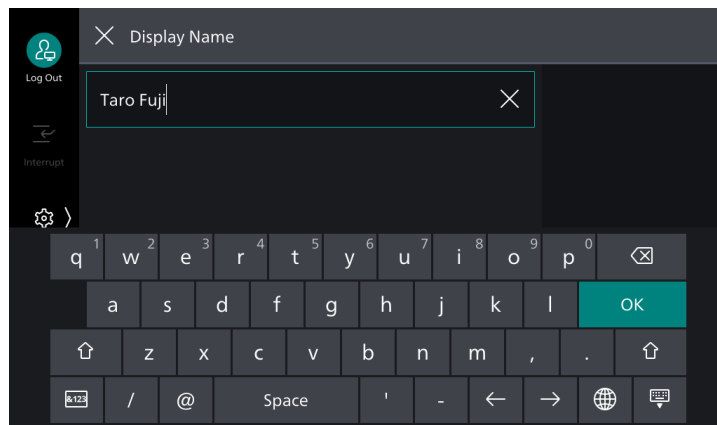 Display Name
Log Out
Taro Fuji
Interrupt
q 1 w 2 e 3 r 4 t 5 y 6 u 7 i 8 o 9 p 0
a s d f g h j k l OK
z x c v b n m , .
&123 / @ Space ' -